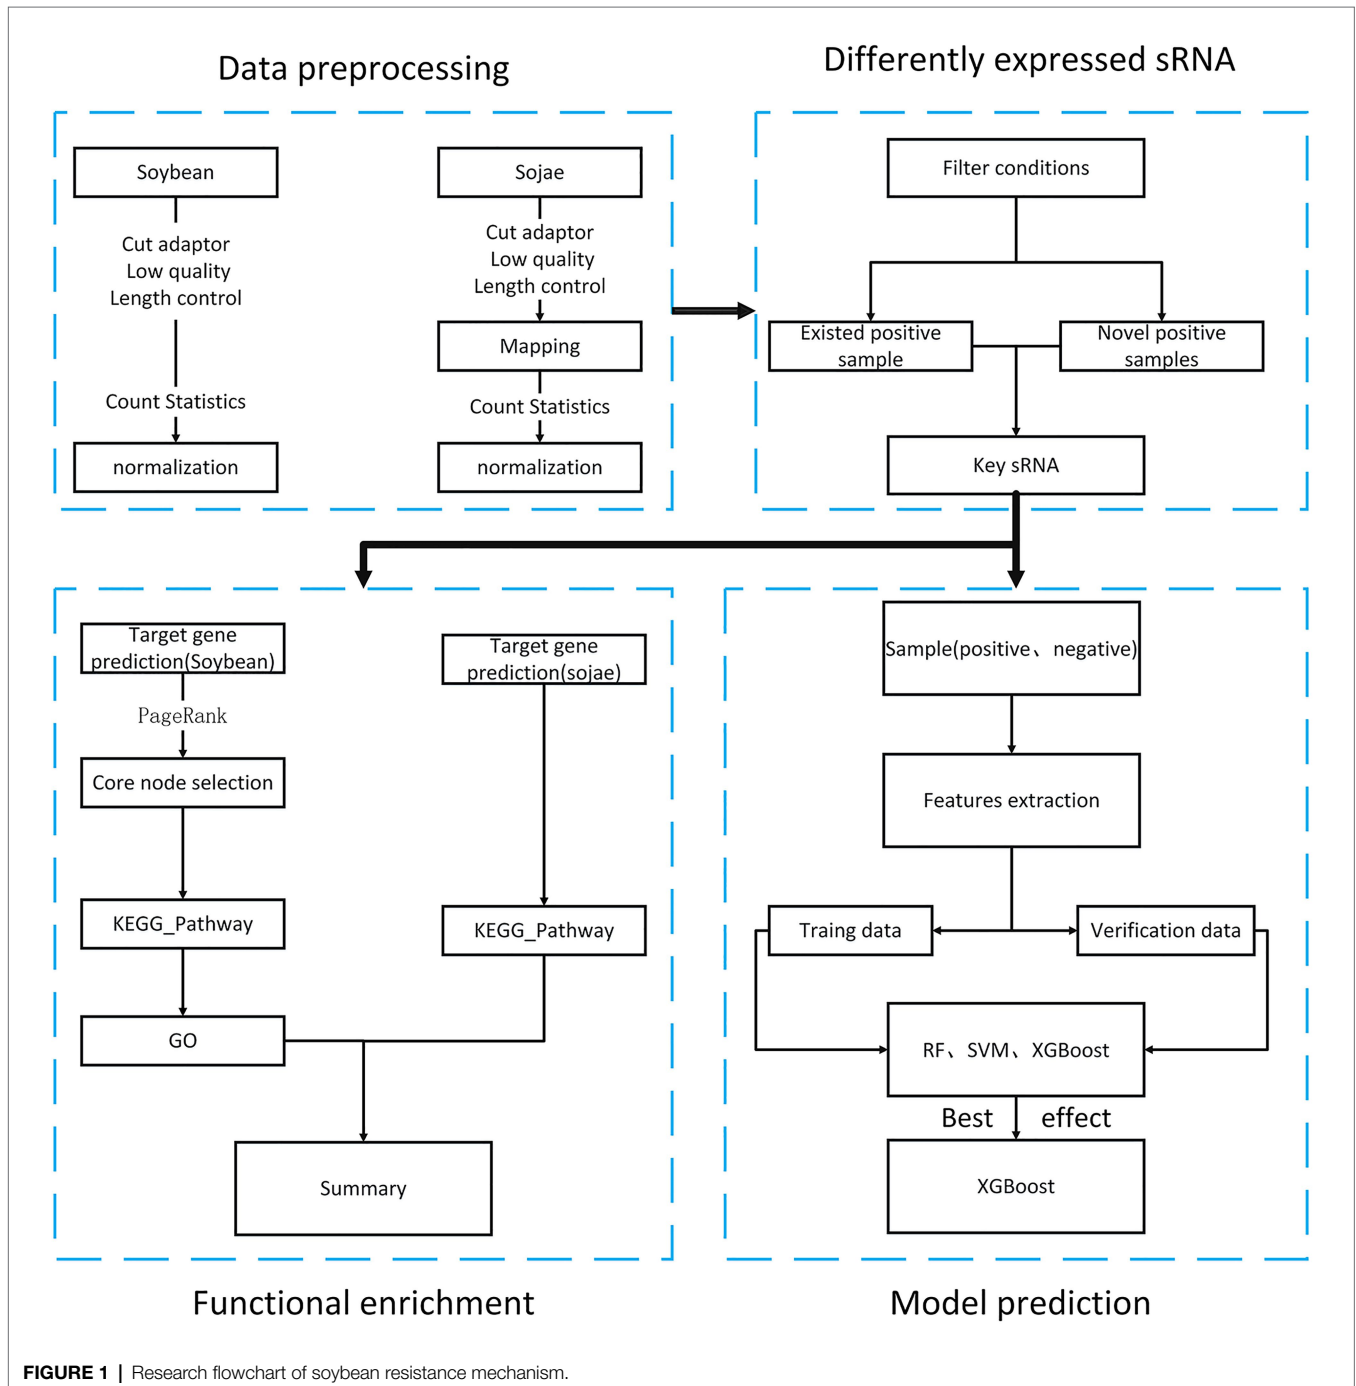 Data preprocessing
Soybean
Cut adaptor
Low quality
Length control
Count Statistics
normalization
Sojae
Cut adaptor
Low quality
Length control
Mapping
Count Statistics
normalization
Differently expressed sRNA
Filter conditions
Existed positive
sample
Novel positive
samples
Key sRNA
Target gene
prediction(Soybean)
PageRank
Core node selection
KEGG_Pathway
GO
Target gene
prediction(sojae)
KEGG_Pathway
Summary
Functional enrichment
Sample(positive、negative)
Features extraction
Traing data
Verification data
RF、SVM、XGBoost
Best effect
XGBoost
Model prediction
FIGURE 1 | Research flowchart of soybean resistance mechanism.